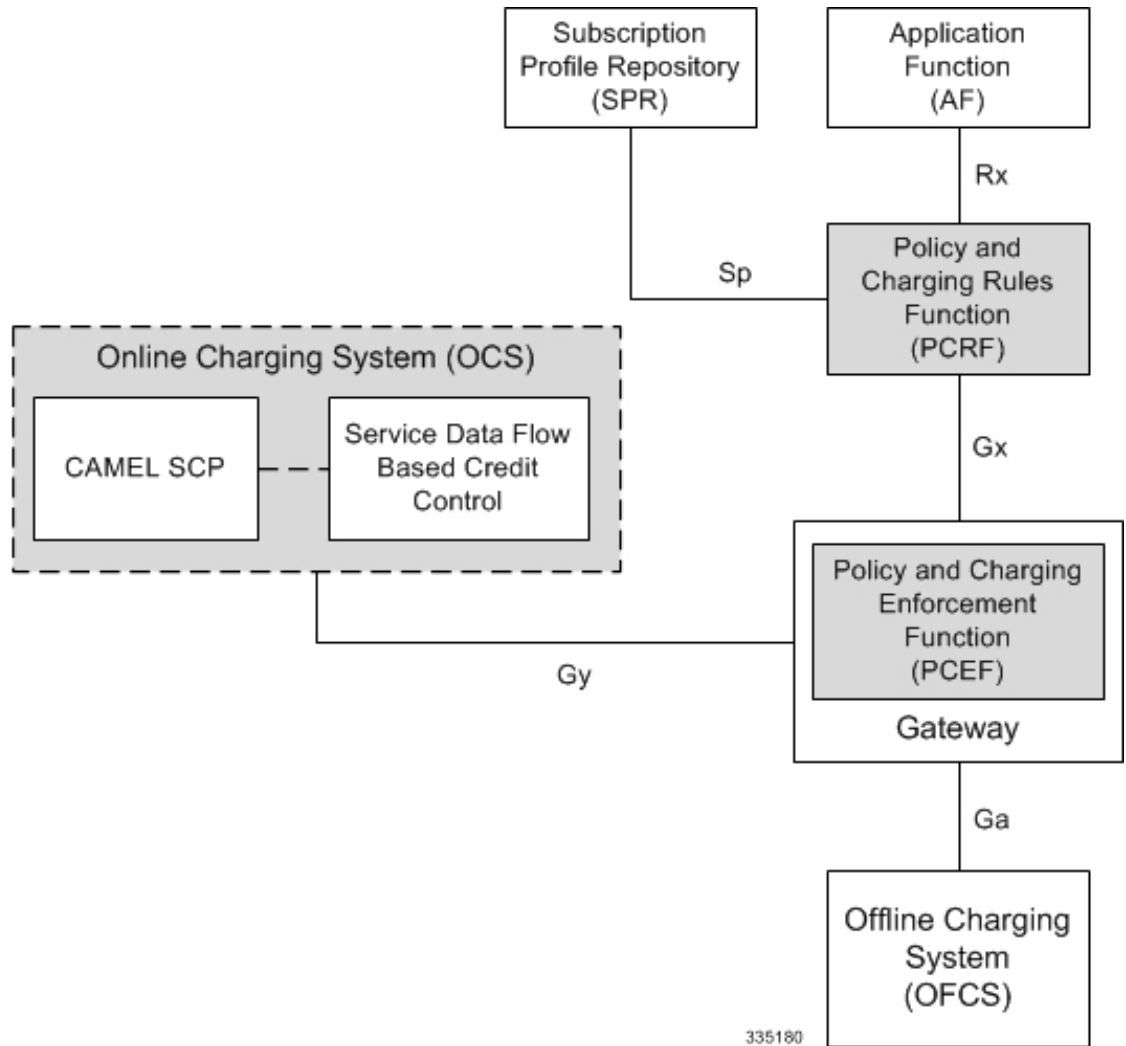 Subscription
Profile Repository
(SPR)
Application
Function
(AF)
Rx
Sp
Policy and
Charging Rules
Function
(PCRF)
Online Charging System (OCS)
CAMEL SCP
Service Data Flow
Based Credit
Control
Gx
Policy and Charging
Enforcement
Function
(PCEF)
Gateway
Gy
Ga
Offline Charging
System
(OFCS)
335180